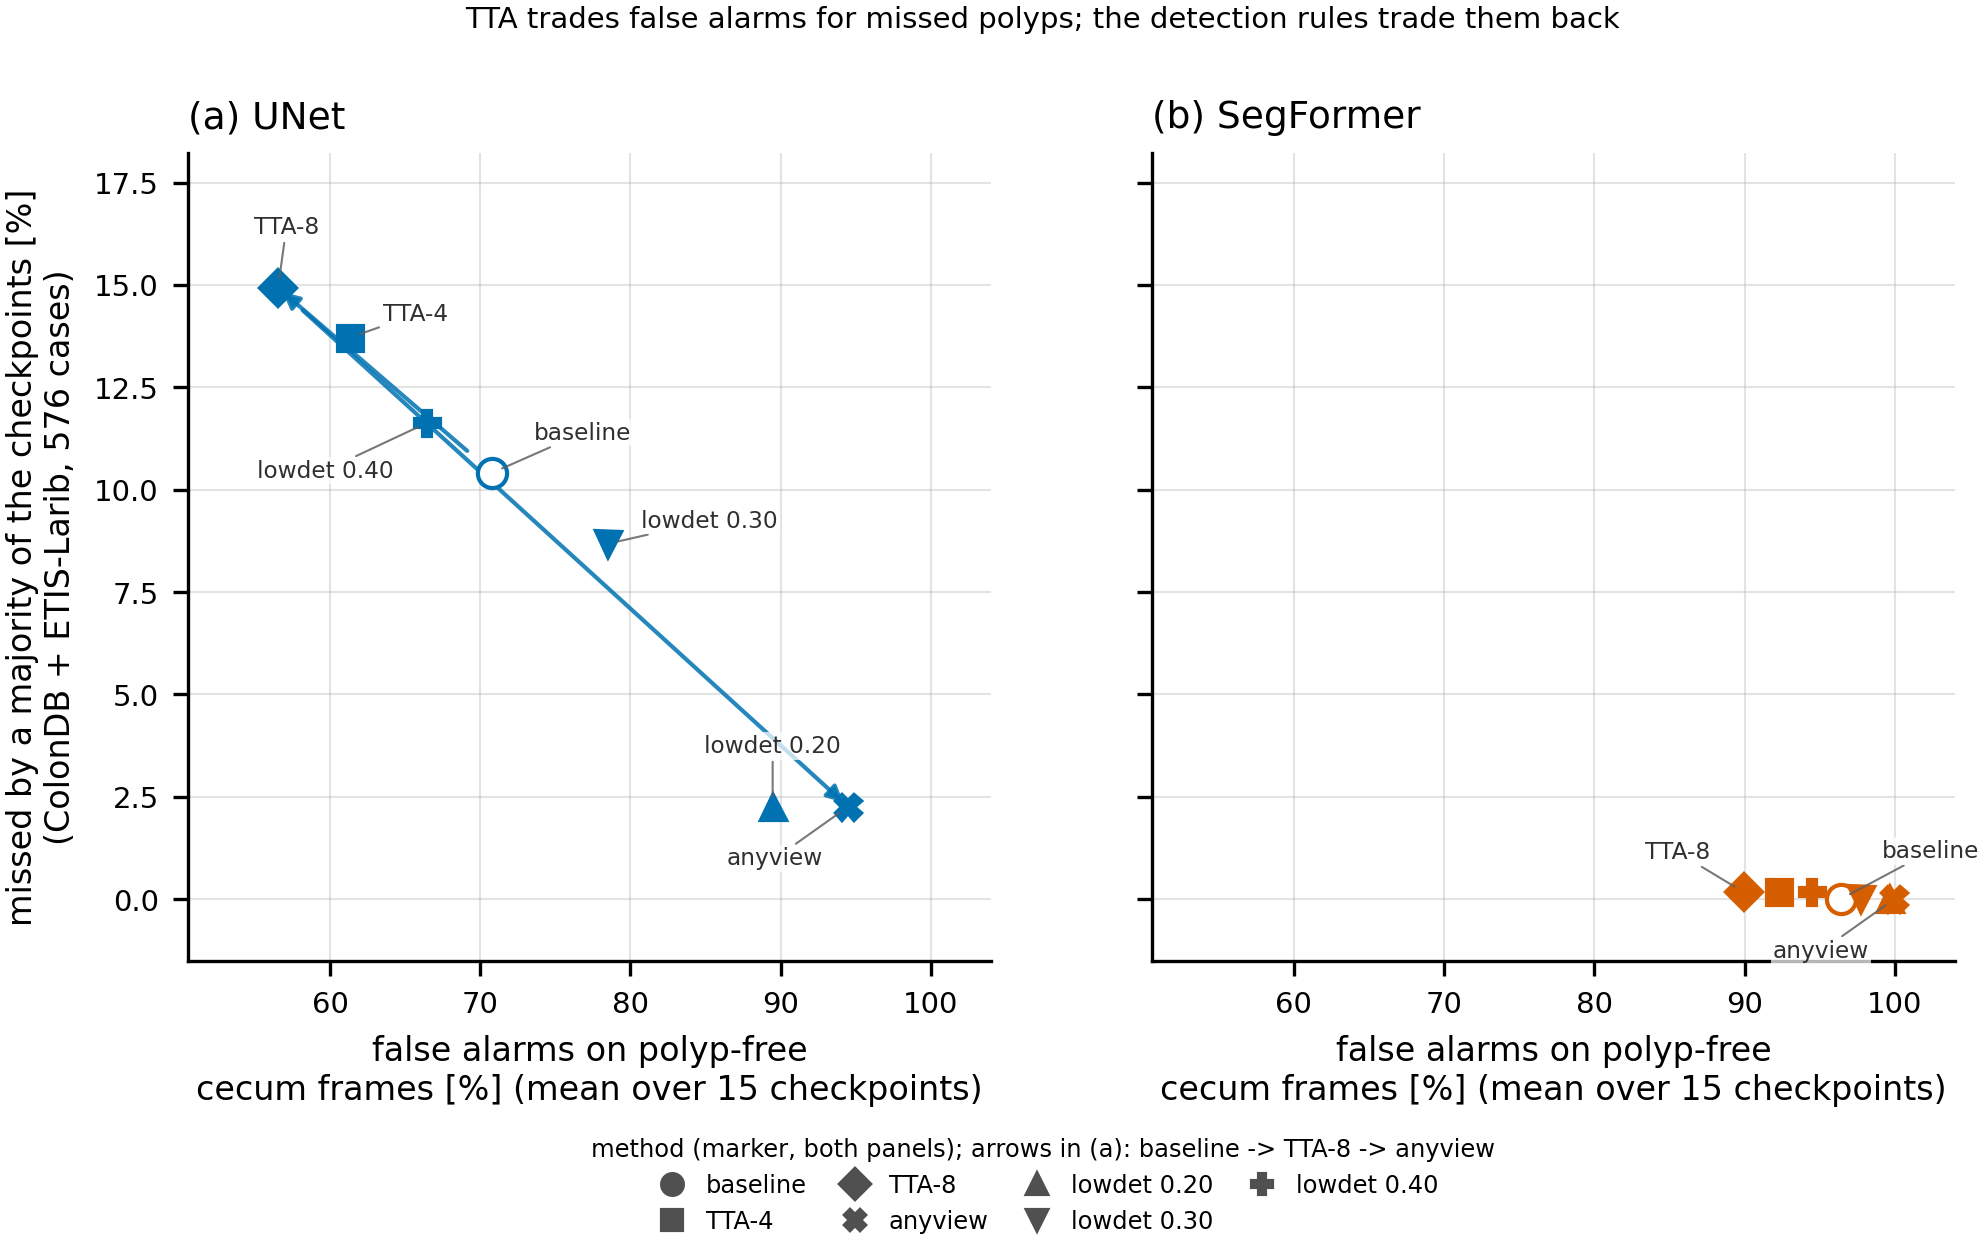 TTA trades false alarms for missed polyps; the detection rules trade them back
(a) UNet
(b) SegFormer
missed by a majority of the checkpoints [%]
(ColonDB + ETIS-Larib, 576 cases)
17.5
15.0
12.5
10.0
7.5
5.0
2.5
0.0
TTA-8
TTA-4
baseline
lowdet 0.40
lowdet 0.30
lowdet 0.20
anyview
60
70
80
90
100
false alarms on polyp-free
cecum frames [%] (mean over 15 checkpoints)
TTA-8
baseline
anyview
60
70
80
90
100
false alarms on polyp-free
cecum frames [%] (mean over 15 checkpoints)
method (marker, both panels); arrows in (a): baseline -> TTA-8 -> anyview
baseline
TTA-8
lowdet 0.20
lowdet 0.40
TTA-4
anyview
lowdet 0.30